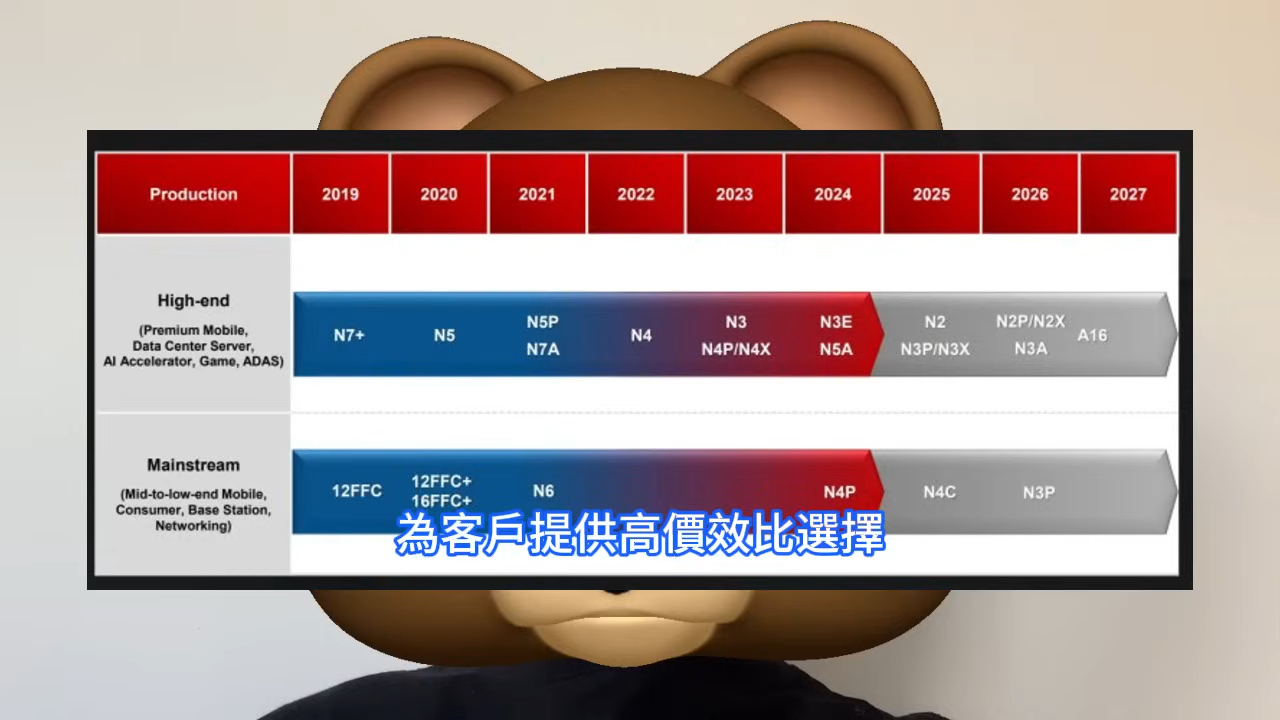 Production 2019 2020 2021 2022 2023 2024 2025 2026 2027
High-end
(Premium Mobile,
Data Center Server,
AI Accelerator, Game, ADAS)
N7+ N5 N5P N4 N3 N3E N2 N2P/N2X A16
N7A N4P/N4X N5A N3P/N3X N3A
Mainstream
(Mid-to-low-end Mobile,
Consumer, Base Station,
Networking)
12FFC 12FFC+ N6 N4P N4C N3P
16FFC+
為客戶提供高價效比選擇